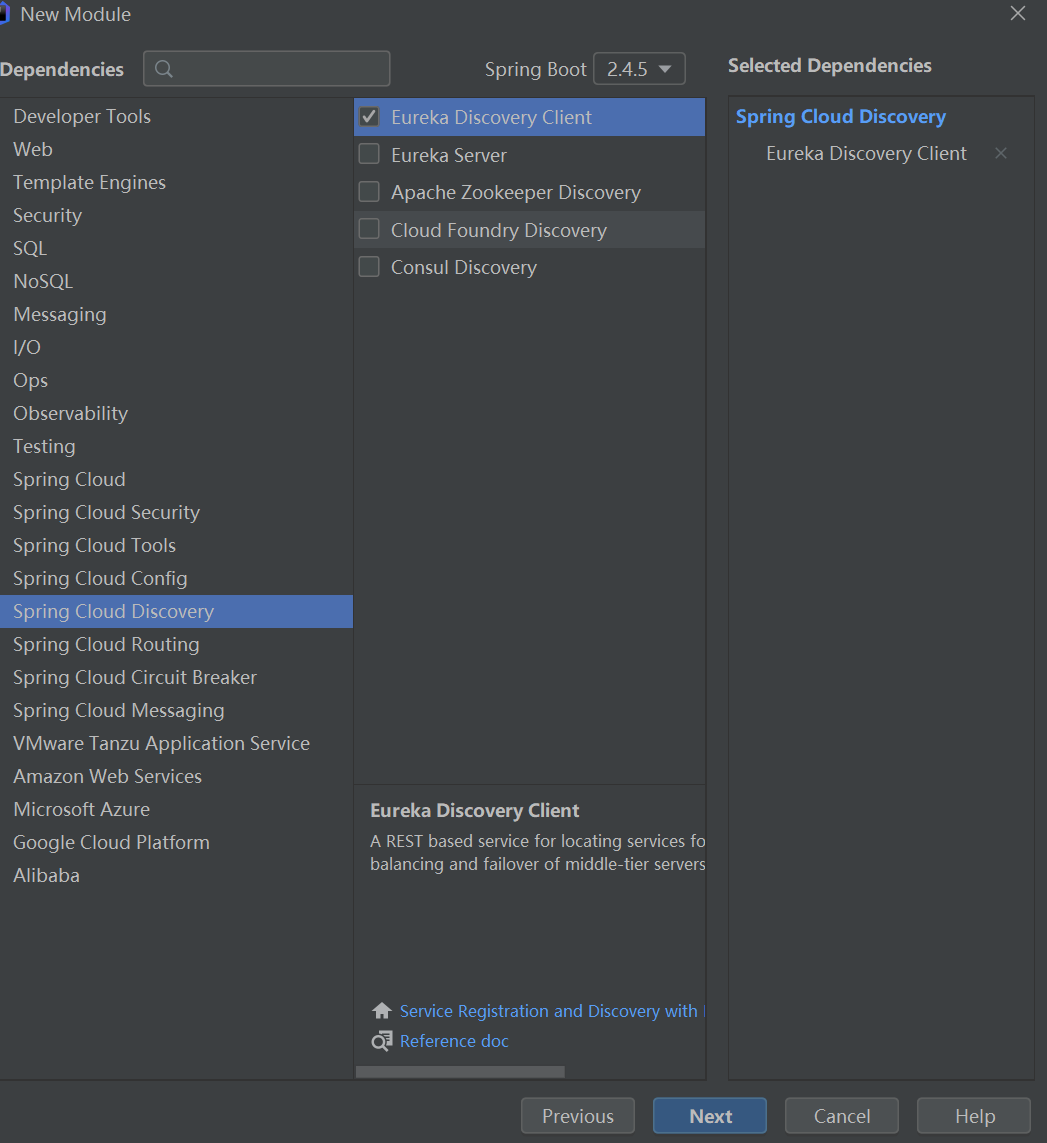 New Module
Dependencies
Spring Boot 2.4.5
Selected Dependencies
Developer Tools
Web
Template Engines
Security
SQL
NoSQL
Messaging
I/O
Ops
Observability
Testing
Spring Cloud
Spring Cloud Security
Spring Cloud Tools
Spring Cloud Config
Spring Cloud Discovery
Spring Cloud Routing
Spring Cloud Circuit Breaker
Spring Cloud Messaging
VMware Tanzu Application Service
Amazon Web Services
Microsoft Azure
Google Cloud Platform
Alibaba
Eureka Discovery Client
Eureka Server
Apache Zookeeper Discovery
Cloud Foundry Discovery
Consul Discovery
Eureka Discovery Client
A REST based service for locating services fo
balancing and failover of middle-tier servers
Service Registration and Discovery with
Reference doc
Spring Cloud Discovery
Eureka Discovery Client
Previous
Next
Cancel
Help